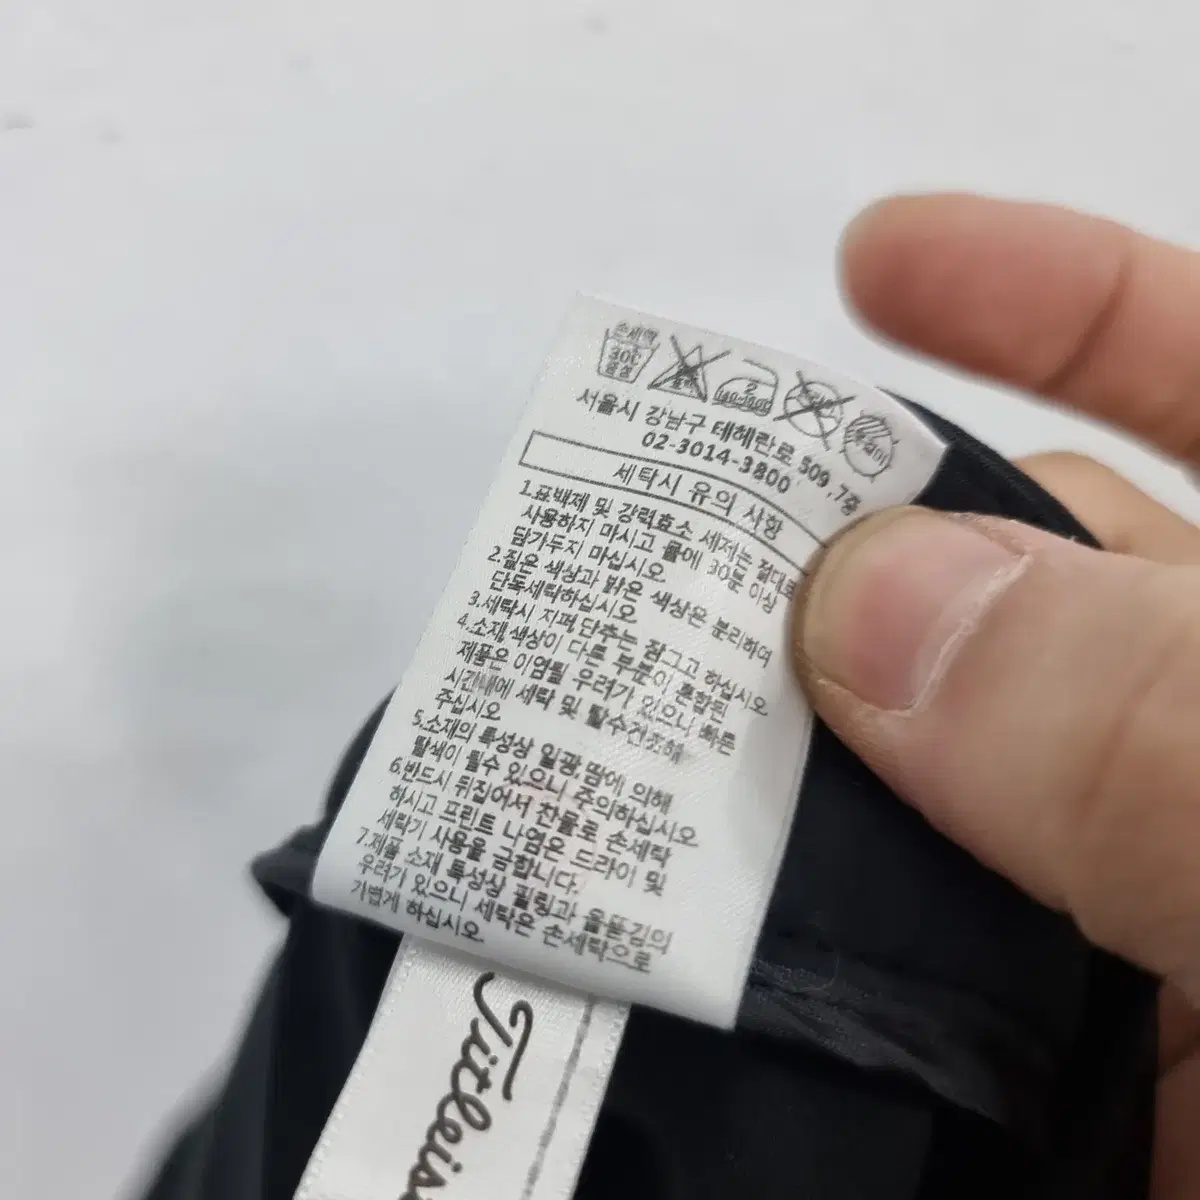 손세탁
30℃
중성
2
140-160℃
서울시 강남구 테헤란로 509 ,7층
02-3014-3800
세탁시 유의 사항
1.표백제 및 강력효소 세제는 절대로
사용하지 마시고 물에 30분 이상
담가두지 마십시오
2.짙은 색상과 밝은 색상은 분리하여
단독세탁하십시오
3.세탁시 지퍼,단추는 잠그고 하십시오
4.소재,색상이 다른 부분이 혼합된
제품은 이염될 우려가 있으니 빠른
시간내에 세탁 및 탈수건조해
주십시오
5.소재의 특성상 일광,땀에 의해
탈색이 될수 있으니 주의하십시오
6.반드시 뒤집어서 찬물로 손세탁
하시고 프린트 나염은 드라이 및
세탁기 사용을 금합니다.
7.제품 소재 특성상 필링과 올뜯김의
우려가 있으니 세탁은 손세탁으로
가볍게 하십시오
Titleis